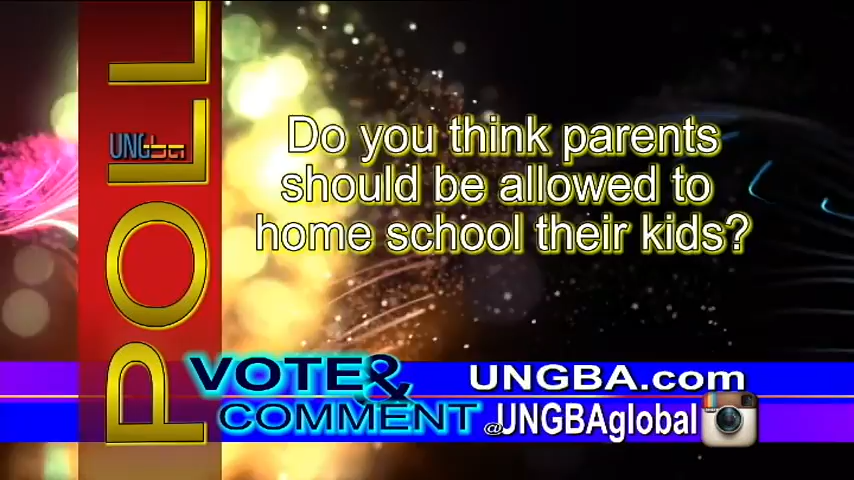 POLL
UNGba
Do you think parents
should be allowed to
home school their kids?
VOTE &
COMMENT
UNGBA.com
@UNGBAglobal